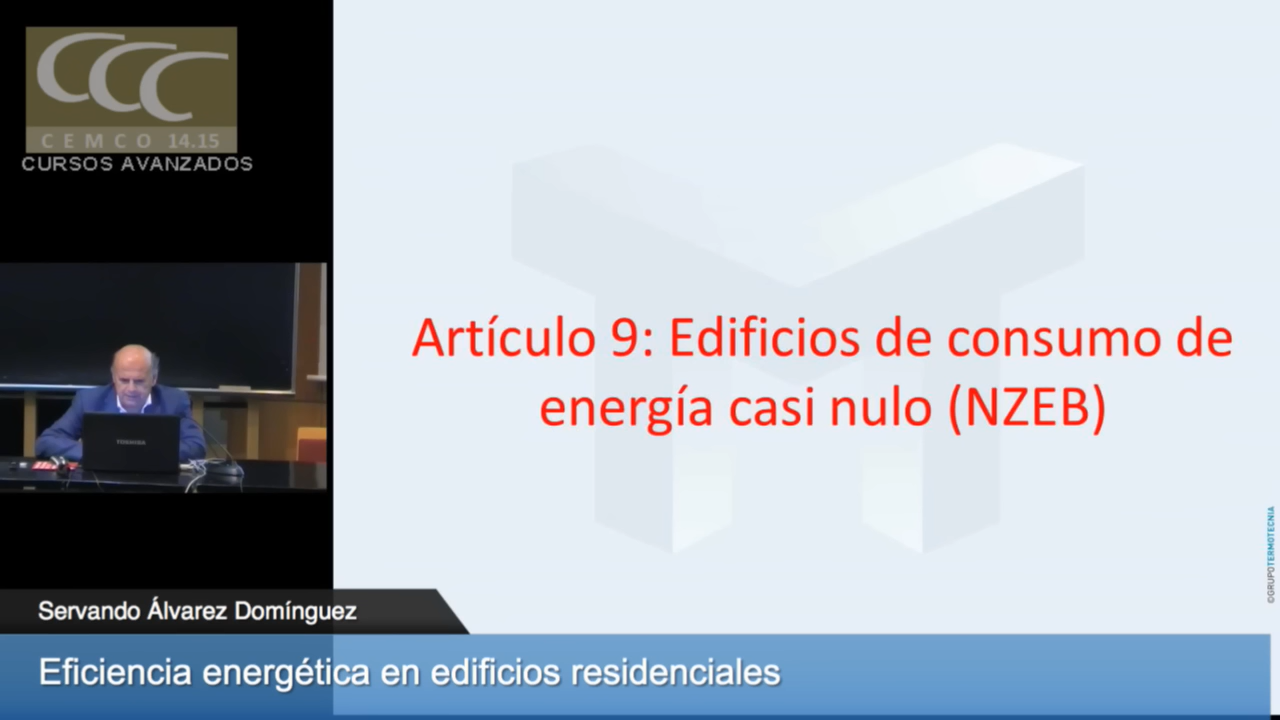 CCC
CEMCO 14.15
CURSOS AVANZADOS
Artículo 9: Edificios de consumo de
energía casi nulo (NZEB)
TOSHIBA
©GRUPOTERMOTECNIA
Servando Álvarez Domínguez
Eficiencia energética en edificios residenciales